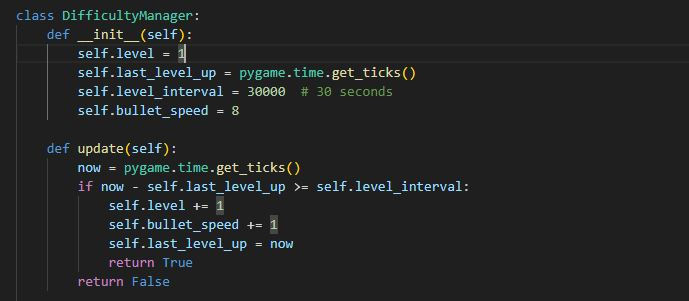 class DifficultyManager:
    def __init__(self):
        self.level = 1
        self.last_level_up = pygame.time.get_ticks()
        self.level_interval = 30000  # 30 seconds
        self.bullet_speed = 8

    def update(self):
        now = pygame.time.get_ticks()
        if now - self.last_level_up >= self.level_interval:
            self.level += 1
            self.bullet_speed += 1
            self.last_level_up = now
            return True
        return False